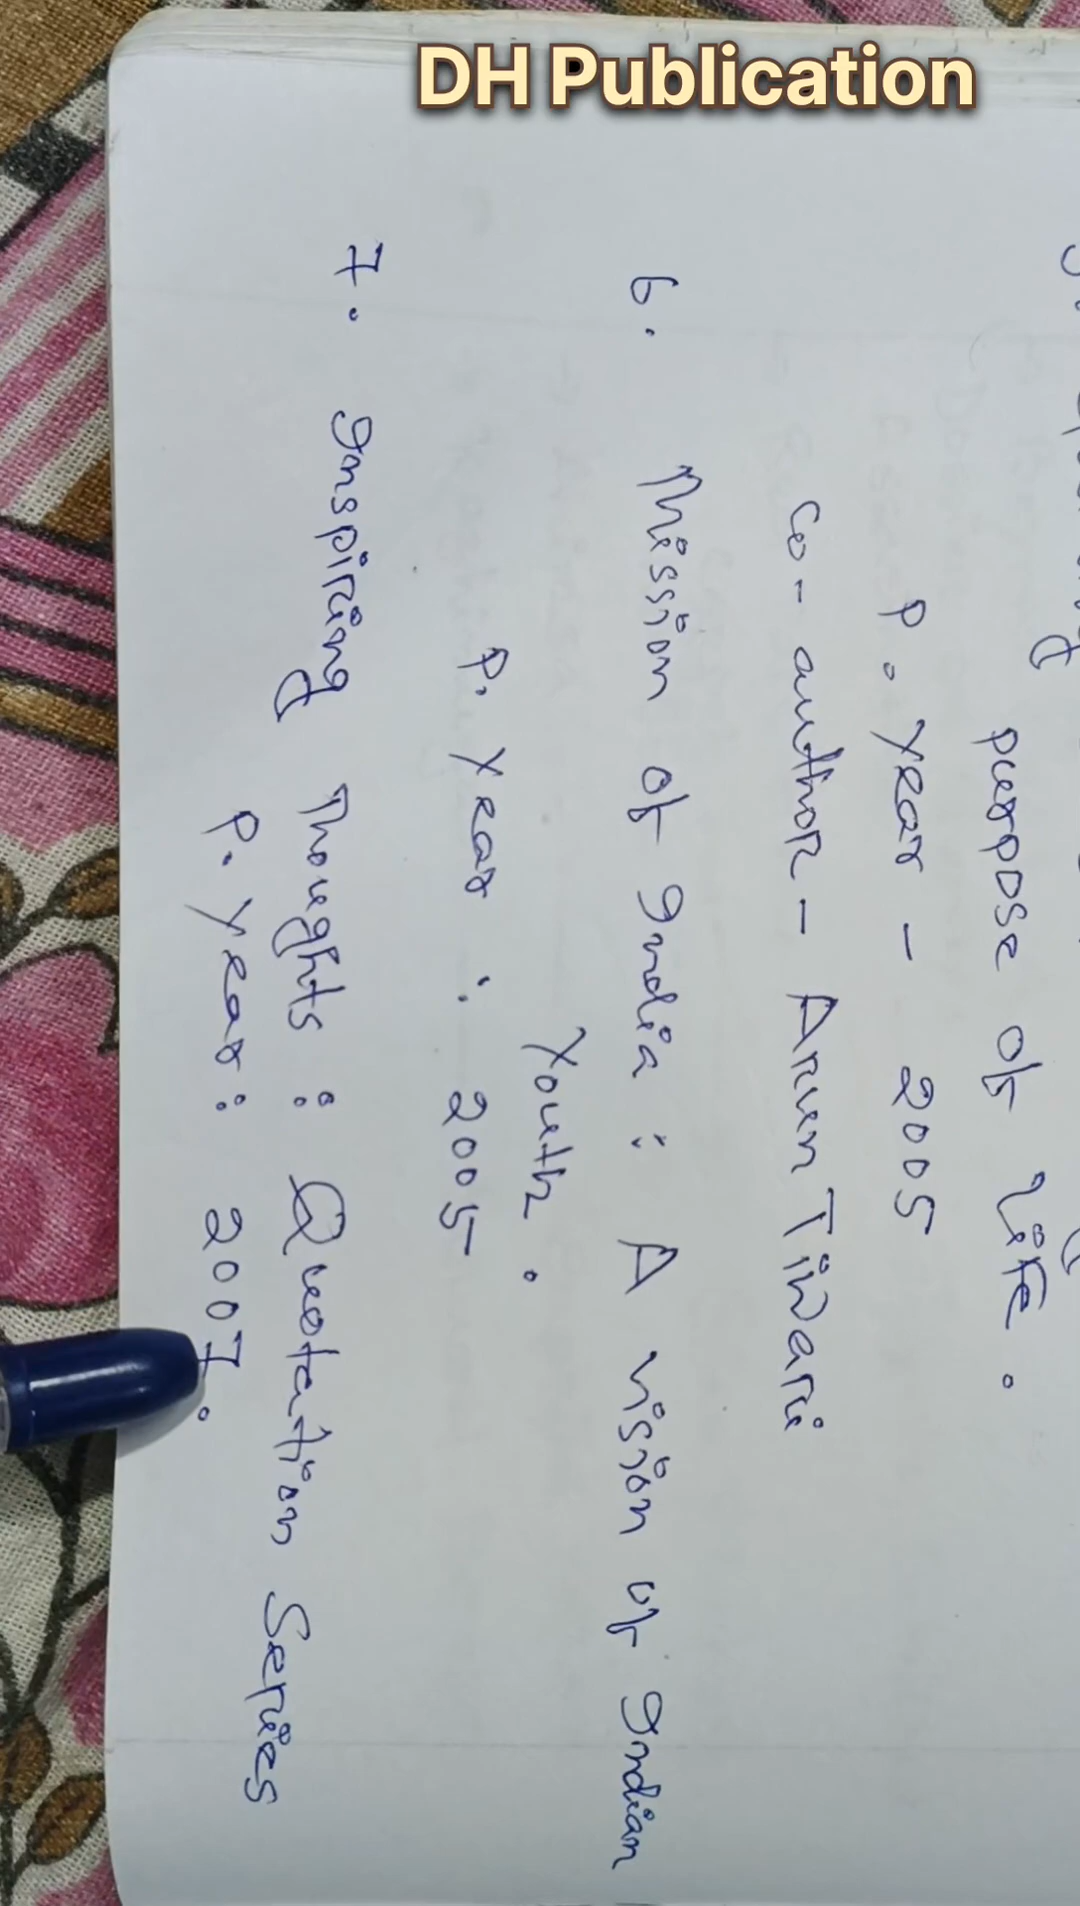 DH Publication
purpose of life.
P. Year - 2005
co-author - Arun Tiwari
6. Mission of India : A vision of Indian
Youth.
P. Year : 2005
7. Inspiring Thoughts : Quotation Series
P. Year : 2007.